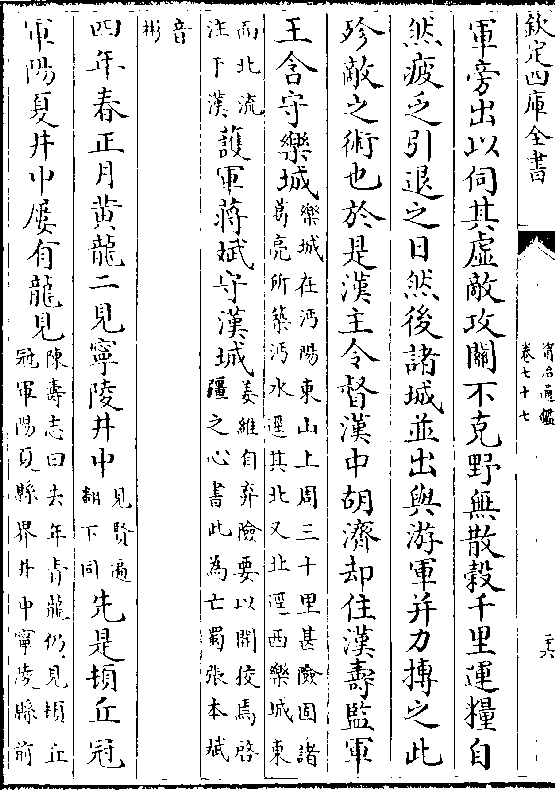 欽定四庫全書
資治通鑑
卷七十七
二六
軍旁出以伺其虛敵攻關不克野無散糓千里運糧自
然疲乏引退之日然後諸城並出與游軍并力搏之此
殄敵之術也於是漢主令督漢中胡濟却住漢壽監軍
王含守樂城
樂城在沔陽東山上周三十里甚險固諸
葛亮所築沔水逕其北又北逕西樂城東
而北流
注于漢
護軍蔣斌守漢城
姜維自弃險要以開狡焉啓
疆之心書此為亡蜀張本斌
音
彬
四年春正月黄龍二見寧陵井中
見賢遍
翻下同
先是頓丘冠
軍陽夏井中屢有龍見
陳壽志曰去年青龍仍見頓丘
冠軍陽夏縣界井中寧陵縣前